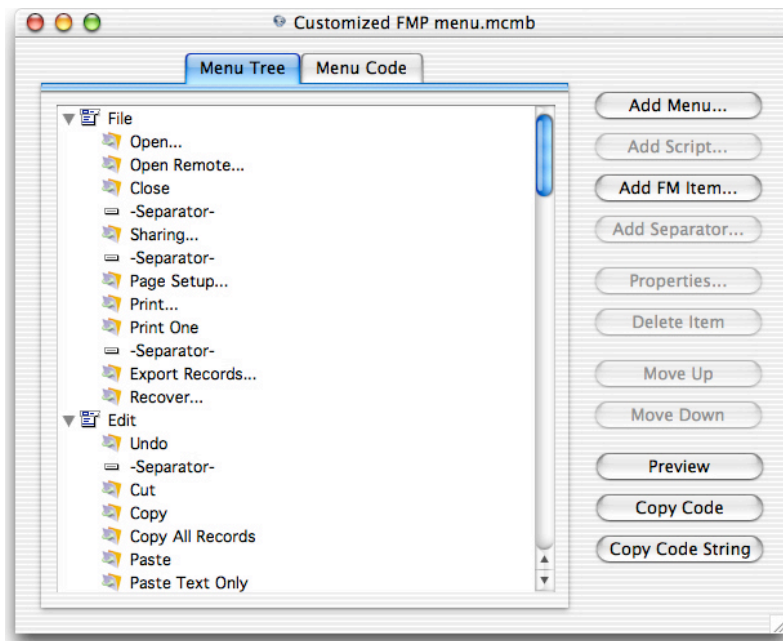 Customized FMP menu.mcmb
Menu Tree
Menu Code
File
Open...
Open Remote...
Close
-Separator-
Sharing...
-Separator-
Page Setup...
Print...
Print One
-Separator-
Export Records...
Recover...
Edit
Undo
-Separator-
Cut
Copy
Copy All Records
Paste
Paste Text Only
Add Menu...
Add Script...
Add FM Item...
Add Separator...
Properties...
Delete Item
Move Up
Move Down
Preview
Copy Code
Copy Code String